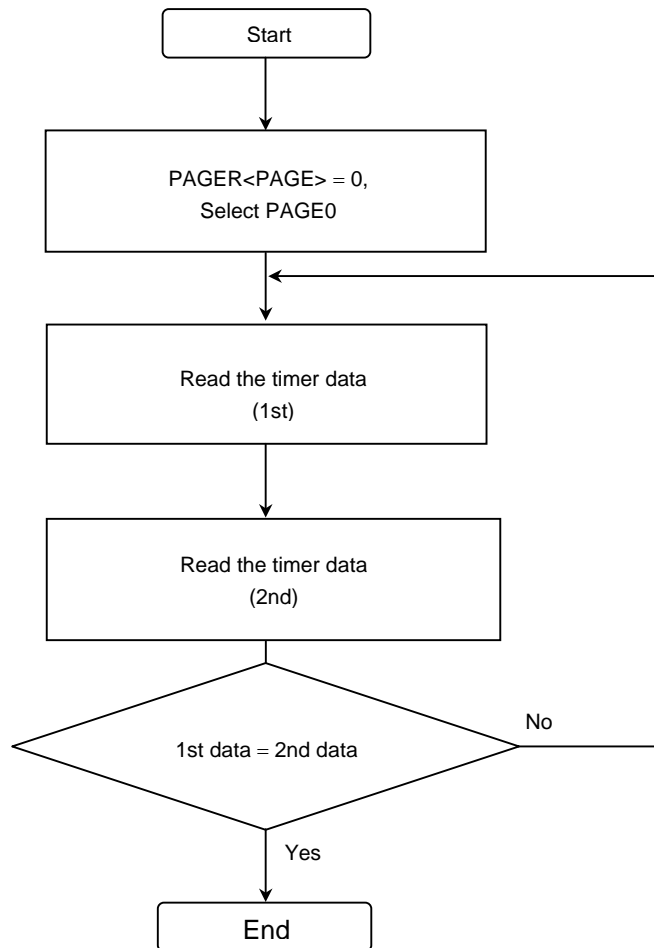 Start
PAGER<PAGE> = 0,
Select PAGE0
Read the timer data
(1st)
Read the timer data
(2nd)
1st data = 2nd data
No
Yes
End